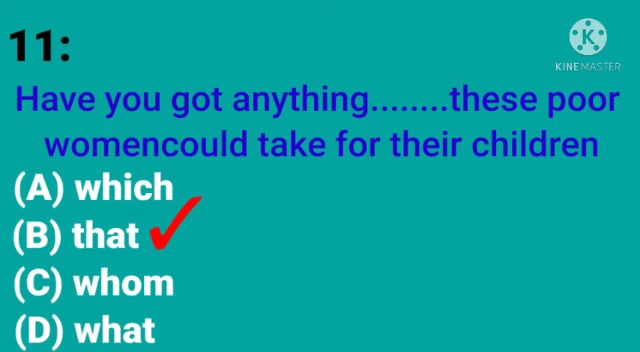 11:
KINEMASTER
Have you got anything........these poor
womencould take for their children
(A) which
(B) that
(C) whom
(D) what